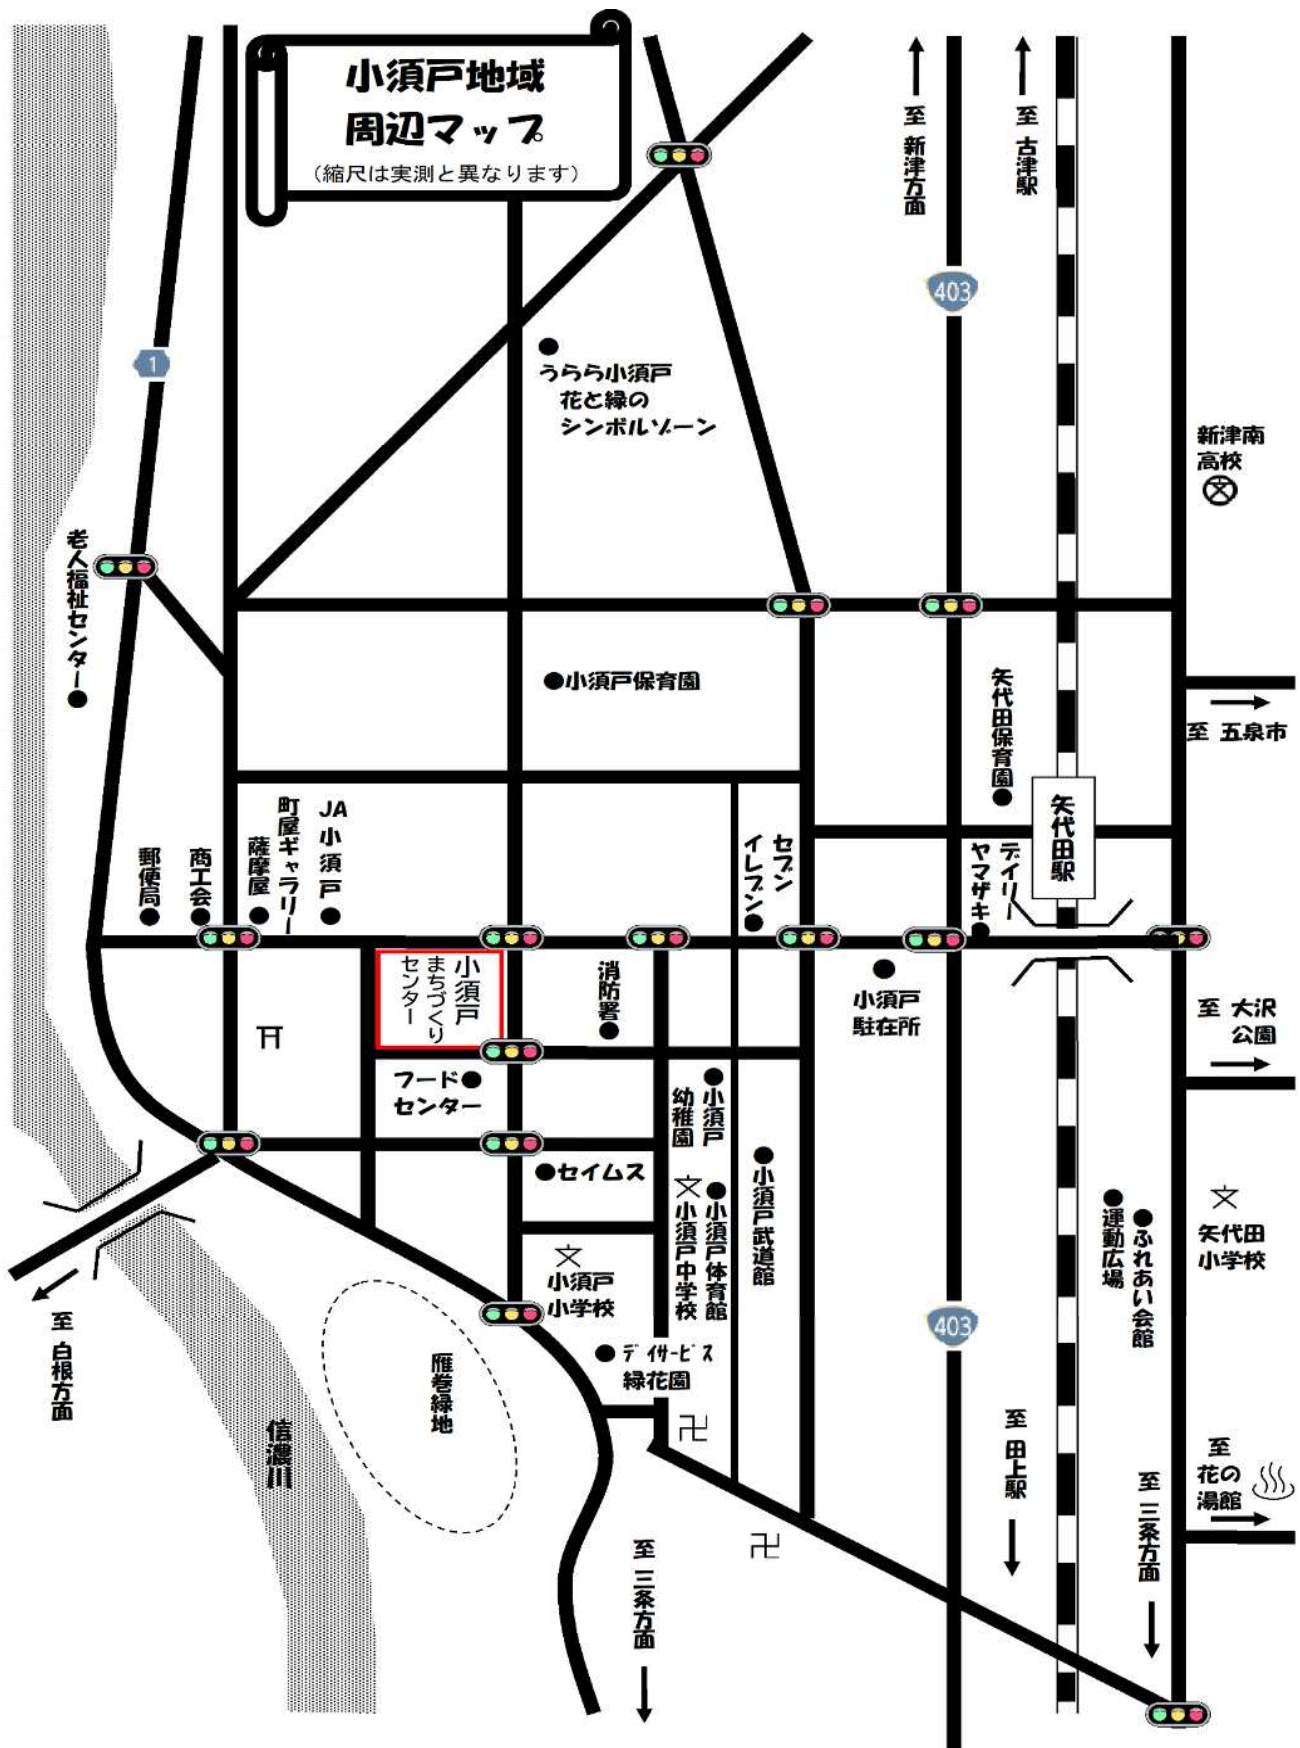 小須戸地域
周辺マップ
（縮尺は実測と異なります）
至 新津方面
至 古津駅
403
1
うらら小須戸
花と緑の
シンボルゾーン
新津南
高校
文
老人福祉センター
小須戸保育園
矢代田保育園
至 五泉市
矢代田駅
郵便局
商工会
町屋ギャラリー
薩摩屋
JA小須戸
セブン
イレブン
デイリー
ヤマザキ
小須戸
まちづくり
センター
消防署
小須戸
駐在所
至 大沢
公園
フード
センター
小須戸
幼稚園
セイムス
小須戸武道館
文
小須戸中学校
小須戸体育館
文
小須戸
小学校
運動広場
ふれあい会館
文
矢代田
小学校
至 白根方面
雁巻緑地
デイサービス
緑花園
403
信濃川
至 田上駅
至 三条方面
至
花の
湯館
至 三条方面